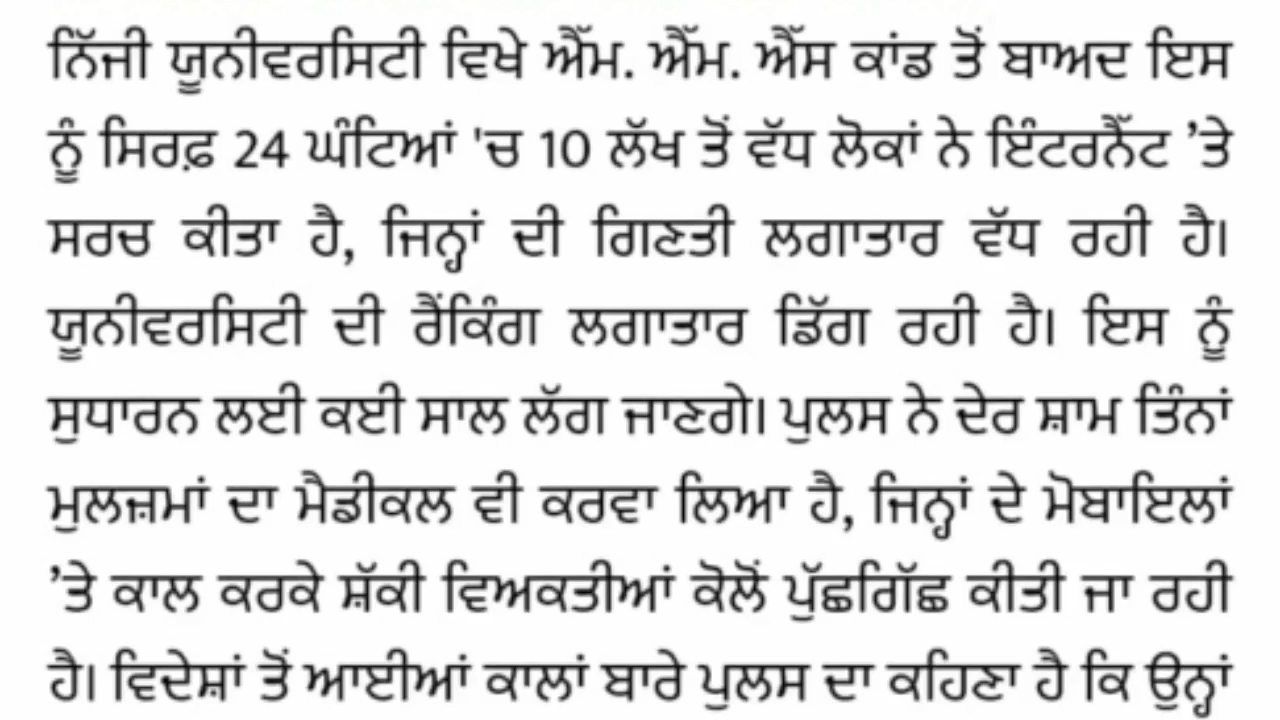 ਨਿੱਜੀ ਯੂਨੀਵਰਸਿਟੀ ਵਿਖੇ ਐੱਮ. ਐੱਮ. ਐੱਸ ਕਾਂਡ ਤੋਂ ਬਾਅਦ ਇਸ
ਨੂੰ ਸਿਰਫ਼ 24 ਘੰਟਿਆਂ 'ਚ 10 ਲੱਖ ਤੋਂ ਵੱਧ ਲੋਕਾਂ ਨੇ ਇੰਟਰਨੈੱਟ ’ਤੇ
ਸਰਚ ਕੀਤਾ ਹੈ, ਜਿਨ੍ਹਾਂ ਦੀ ਗਿਣਤੀ ਲਗਾਤਾਰ ਵੱਧ ਰਹੀ ਹੈ।
ਯੂਨੀਵਰਸਿਟੀ ਦੀ ਰੈਂਕਿੰਗ ਲਗਾਤਾਰ ਡਿੱਗ ਰਹੀ ਹੈ। ਇਸ ਨੂੰ
ਸੁਧਾਰਨ ਲਈ ਕਈ ਸਾਲ ਲੱਗ ਜਾਣਗੇ। ਪੁਲਸ ਨੇ ਦੇਰ ਸ਼ਾਮ ਤਿੰਨਾਂ
ਮੁਲਜ਼ਮਾਂ ਦਾ ਮੈਡੀਕਲ ਵੀ ਕਰਵਾ ਲਿਆ ਹੈ, ਜਿਨ੍ਹਾਂ ਦੇ ਮੋਬਾਇਲਾਂ
’ਤੇ ਕਾਲ ਕਰਕੇ ਸ਼ੱਕੀ ਵਿਅਕਤੀਆਂ ਕੋਲੋਂ ਪੁੱਛਗਿੱਛ ਕੀਤੀ ਜਾ ਰਹੀ
ਹੈ। ਵਿਦੇਸ਼ਾਂ ਤੋਂ ਆਈਆਂ ਕਾਲਾਂ ਬਾਰੇ ਪੁਲਸ ਦਾ ਕਹਿਣਾ ਹੈ ਕਿ ਉਨ੍ਹਾਂ